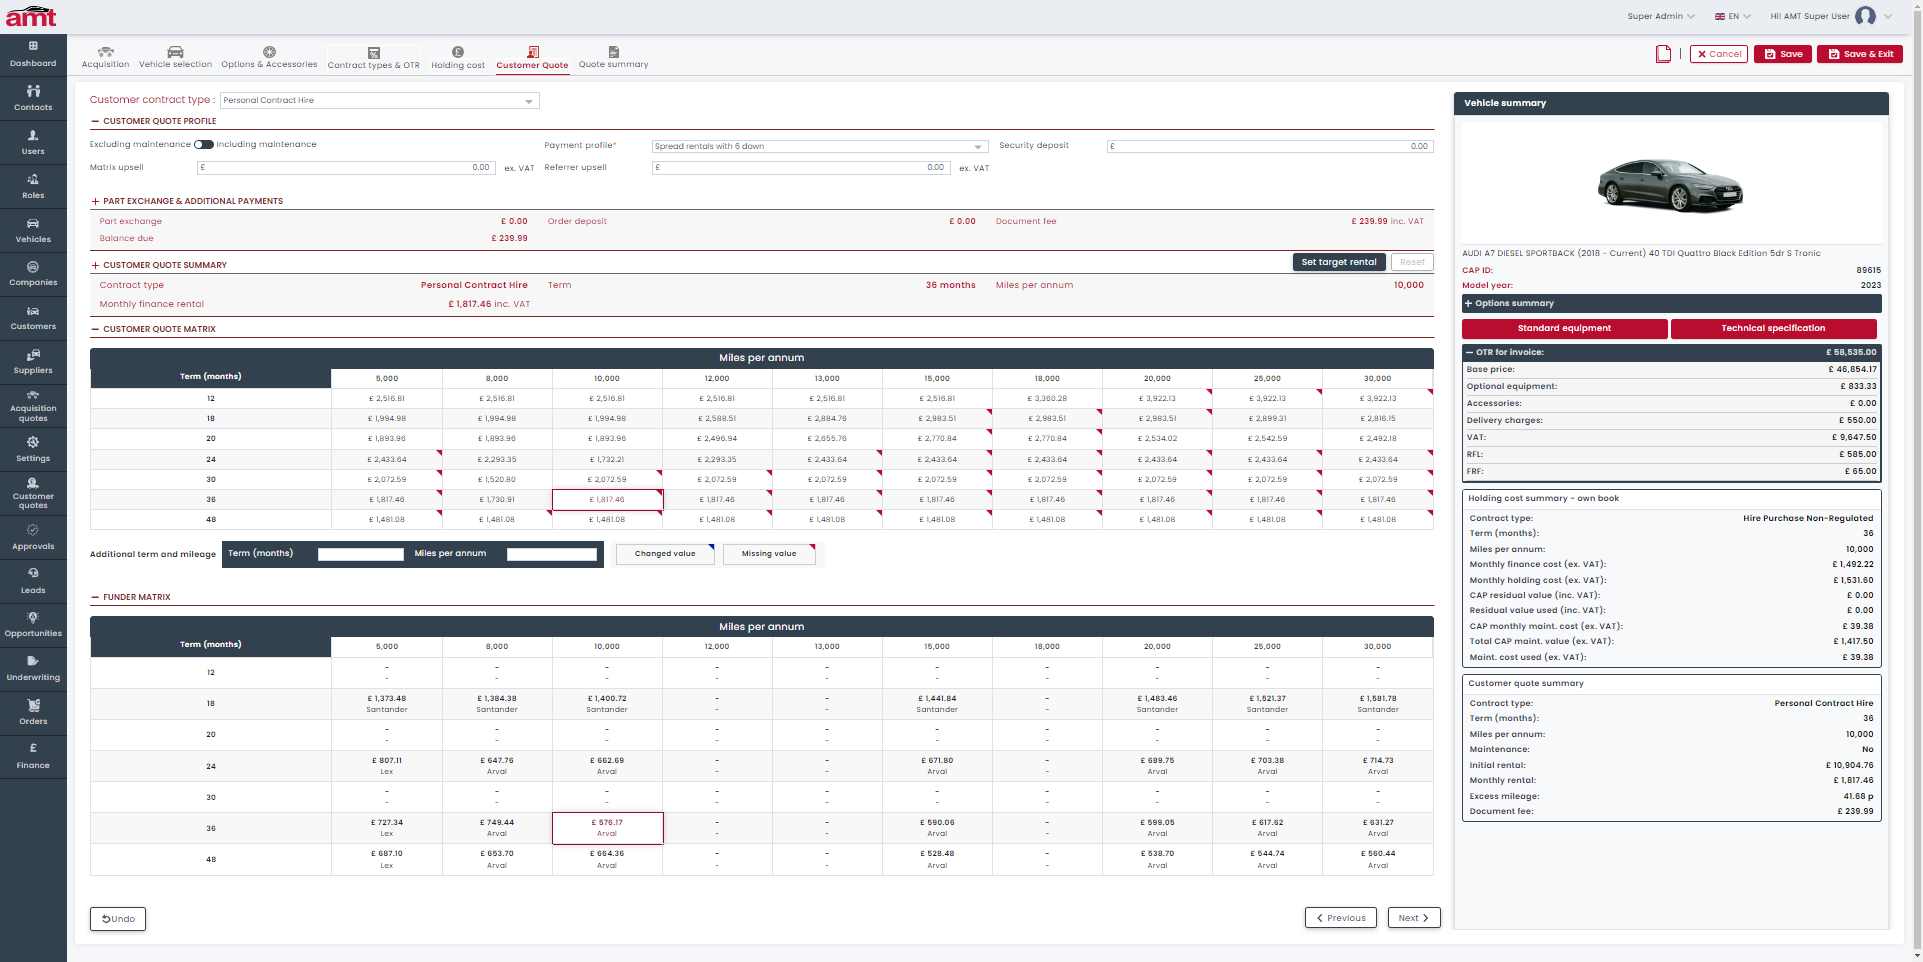 amt
Super Admin
EN
Hi! AMT Super User
Dashboard
Contacts
Users
Roles
Vehicles
Companies
Customers
Suppliers
Acquisition
quotes
Settings
Customer
quotes
Approvals
Leads
Opportunities
Underwriting
Orders
Finance
Acquisition
Vehicle selection
Options & Accessories
Contract types & OTR
Holding cost
Customer Quote
Quote summary
Cancel
Save
Save & Exit
Customer contract type : Personal Contract Hire
CUSTOMER QUOTE PROFILE
Excluding maintenance Including maintenance
Payment profile* Spread rentals with 6 down
Security deposit £ 0.00
Matrix upsell £ 0.00 ex. VAT
Referrer upsell £ 0.00 ex. VAT
PART EXCHANGE & ADDITIONAL PAYMENTS
Part exchange £ 0.00 Order deposit £ 0.00 Document fee £ 239.99 inc. VAT
Balance due £ 239.99
CUSTOMER QUOTE SUMMARY
Set target rental Reset
Contract type Personal Contract Hire Term 36 months Miles per annum 10,000
Monthly finance rental £ 1,817.46 inc. VAT
CUSTOMER QUOTE MATRIX
Miles per annum
Term (months) 5,000 8,000 10,000 12,000 13,000 15,000 18,000 20,000 25,000 30,000
12 £ 2,516.81 £ 2,516.81 £ 2,516.81 £ 2,516.81 £ 2,516.81 £ 2,516.81 £ 3,360.28 £ 3,922.13 £ 3,922.13 £ 3,922.13
18 £ 1,994.98 £ 1,994.98 £ 1,994.98 £ 2,588.51 £ 2,884.76 £ 2,983.51 £ 2,983.51 £ 2,983.51 £ 2,899.31 £ 2,816.15
20 £ 1,893.96 £ 1,893.96 £ 1,893.96 £ 2,496.94 £ 2,655.76 £ 2,770.84 £ 2,770.84 £ 2,534.02 £ 2,542.59 £ 2,492.18
24 £ 2,433.64 £ 2,293.35 £ 1,732.21 £ 2,293.35 £ 2,433.64 £ 2,433.64 £ 2,433.64 £ 2,433.64 £ 2,433.64 £ 2,433.64
30 £ 2,072.59 £ 1,520.80 £ 2,072.59 £ 2,072.59 £ 2,072.59 £ 2,072.59 £ 2,072.59 £ 2,072.59 £ 2,072.59 £ 2,072.59
36 £ 1,817.46 £ 1,730.91 £ 1,817.46 £ 1,817.46 £ 1,817.46 £ 1,817.46 £ 1,817.46 £ 1,817.46 £ 1,817.46 £ 1,817.46
48 £ 1,481.08 £ 1,481.08 £ 1,481.08 £ 1,481.08 £ 1,481.08 £ 1,481.08 £ 1,481.08 £ 1,481.08 £ 1,481.08 £ 1,481.08
Additional term and mileage Term (months) Miles per annum Changed value Missing value
FUNDER MATRIX
Miles per annum
Term (months) 5,000 8,000 10,000 12,000 13,000 15,000 18,000 20,000 25,000 30,000
12 - - - - - - - - - -
- - - - - - - - - -
18 £ 1,373.48 £ 1,384.38 £ 1,400.72 - - £ 1,441.84 - £ 1,483.46 £ 1,521.37 £ 1,581.78
Santander Santander Santander - - Santander - Santander Santander Santander
20 - - - - - - - - - -
- - - - - - - - - -
24 £ 807.11 £ 647.76 £ 662.69 - - £ 671.80 - £ 689.75 £ 703.38 £ 714.73
Lex Arval Arval - - Arval - Arval Arval Arval
30 - - - - - - - - - -
- - - - - - - - - -
36 £ 727.34 £ 749.44 £ 576.17 - - £ 590.06 - £ 599.05 £ 617.62 £ 631.27
Lex Arval Arval - - Arval - Arval Arval Arval
48 £ 687.10 £ 653.70 £ 664.36 - - £ 528.48 - £ 538.70 £ 544.74 £ 560.44
Lex Arval Arval - - Arval - Arval Arval Arval
Undo
Previous
Next
Vehicle summary
AUDI A7 DIESEL SPORTBACK (2018 - Current) 40 TDI Quattro Black Edition 5dr S Tronic
CAP ID: 89615
Model year: 2023
Options summary
Standard equipment Technical specification
OTR for invoice: £ 58,535.00
Base price: £ 46,854.17
Optional equipment: £ 833.33
Accessories: £ 0.00
Delivery charges: £ 550.00
VAT: £ 9,647.50
RFL: £ 585.00
FRF: £ 65.00
Holding cost summary - own book
Contract type: Hire Purchase Non-Regulated
Term (months): 36
Miles per annum: 10,000
Monthly finance cost (ex. VAT): £ 1,492.22
Monthly holding cost (ex. VAT): £ 1,531.60
CAP residual value (inc. VAT): £ 0.00
Residual value used (inc. VAT): £ 0.00
CAP monthly maint. cost (ex. VAT): £ 39.38
Total CAP maint. value (ex. VAT): £ 1,417.50
Maint. cost used (ex. VAT): £ 39.38
Customer quote summary
Contract type: Personal Contract Hire
Term (months): 36
Miles per annum: 10,000
Maintenance: No
Initial rental: £ 10,904.76
Monthly rental: £ 1,817.46
Excess mileage: 41.68 p
Document fee: £ 239.99